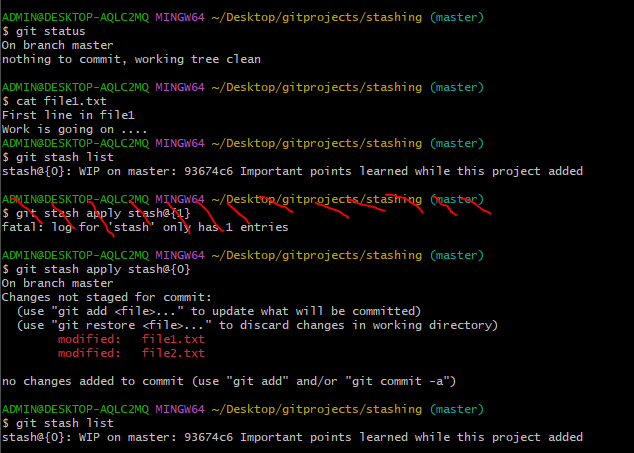 ADMIN@DESKTOP-AQLC2MQ MINGW64 ~/Desktop/gitprojects/stashing (master)
$ git status
On branch master
nothing to commit, working tree clean
ADMIN@DESKTOP-AQLC2MQ MINGW64 ~/Desktop/gitprojects/stashing (master)
$ cat file1.txt
First line in file1
Work is going on ....
ADMIN@DESKTOP-AQLC2MQ MINGW64 ~/Desktop/gitprojects/stashing (master)
$ git stash list
stash@{0}: WIP on master: 93674c6 Important points learned while this project added
ADMIN@DESKTOP-AQLC2MQ MINGW64 ~/Desktop/gitprojects/stashing (master)
$ git stash apply stash@{1}
fatal: log for 'stash' only has 1 entries
ADMIN@DESKTOP-AQLC2MQ MINGW64 ~/Desktop/gitprojects/stashing (master)
$ git stash apply stash@{0}
On branch master
Changes not staged for commit:
  (use "git add <file>..." to update what will be committed)
  (use "git restore <file>..." to discard changes in working directory)
        modified:   file1.txt
        modified:   file2.txt
no changes added to commit (use "git add" and/or "git commit -a")
ADMIN@DESKTOP-AQLC2MQ MINGW64 ~/Desktop/gitprojects/stashing (master)
$ git stash list
stash@{0}: WIP on master: 93674c6 Important points learned while this project added